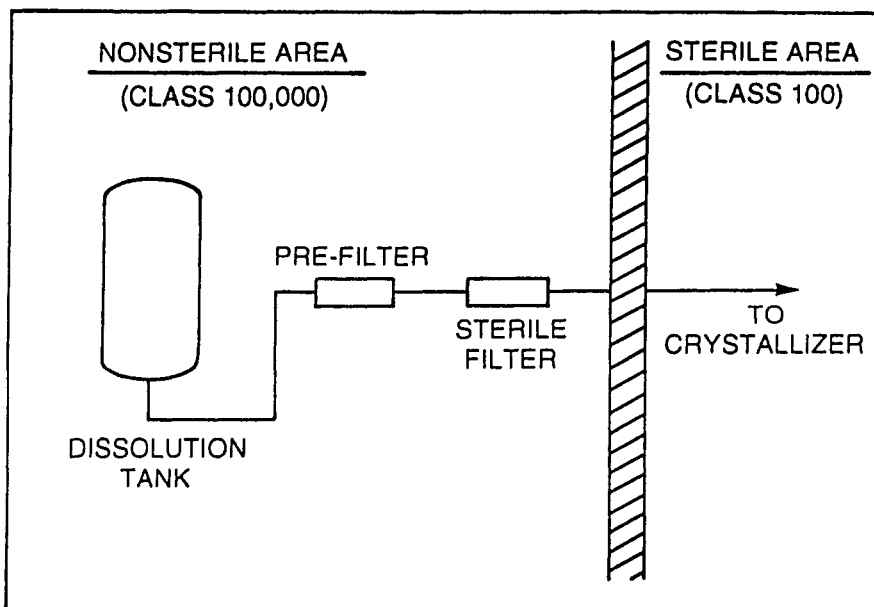 NONSTERILE AREA
(CLASS 100,000)
STERILE AREA
(CLASS 100)
PRE-FILTER
STERILE
FILTER
TO
CRYSTALLIZER
DISSOLUTION
TANK